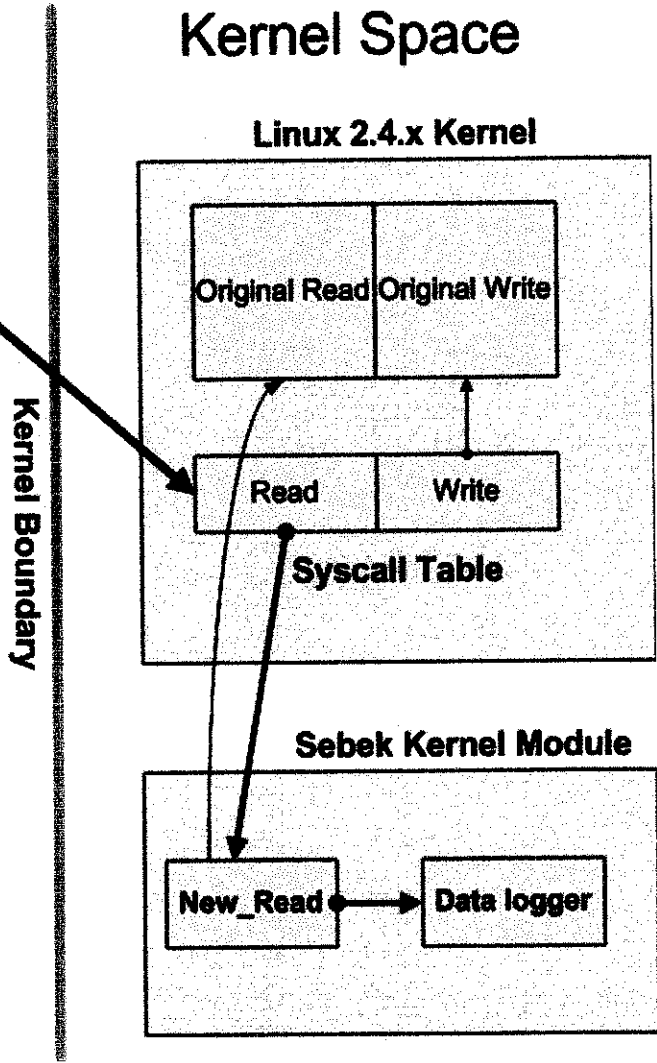 Kernel Space
Linux 2.4.x Kernel
Original Read
Original Write
Read
Write
Syscall Table
Kernel Boundary
Sebek Kernel Module
New_Read
Data logger